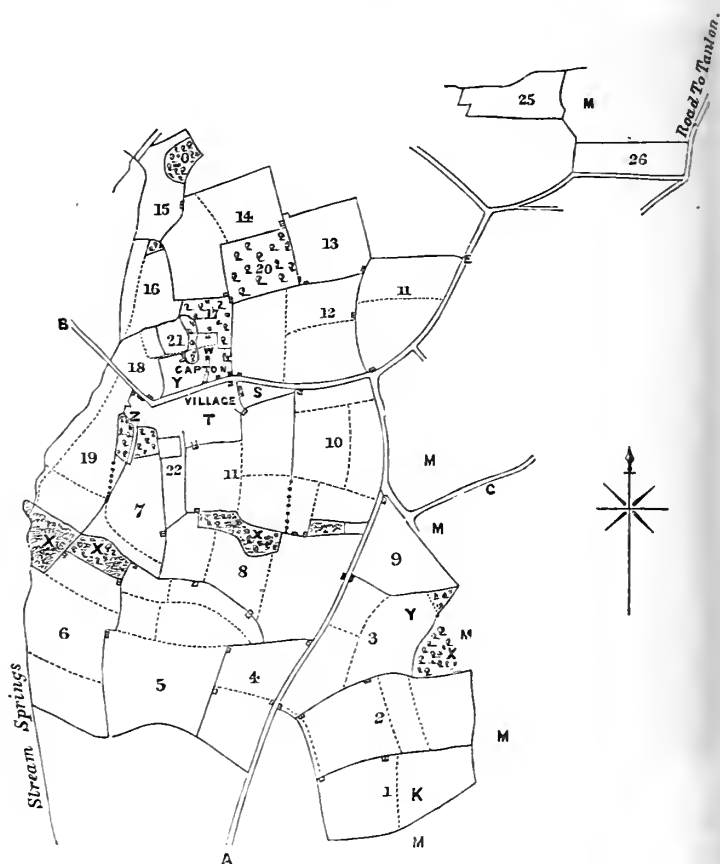 Road To Tanlon.
25
M
26
O
15
14
13
20
E
16
17
12
11
B
21
W
18
CAPTON
Y
VILLAGE
S
T
Z
10
19
M
22
11
C
7
X
M
X
X
9
8
Y
6
3
M
X
4
5
2
Stream Springs
M
1
K
M
A